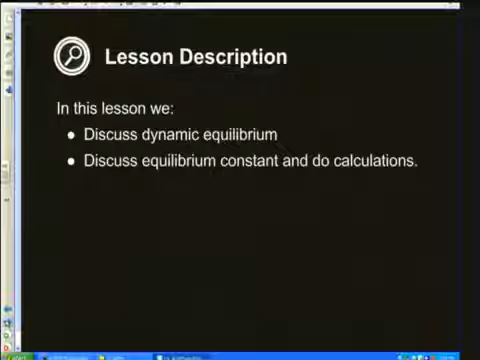 Lesson Description
In this lesson we:
● Discuss dynamic equilibrium
● Discuss equilibrium constant and do calculations.